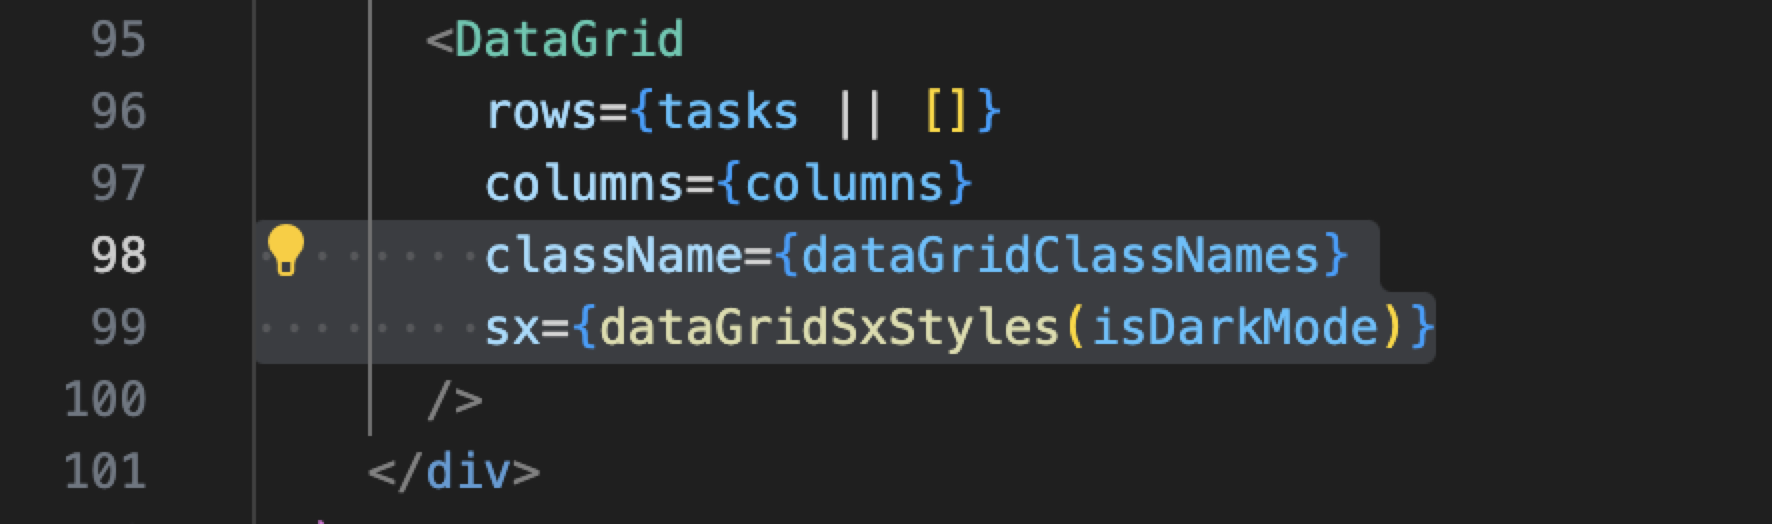 95 <DataGrid
96 rows={tasks || []}
97 columns={columns}
98 className={dataGridClassNames}
99 sx={dataGridSxStyles(isDarkMode)}
100 />
101 </div>